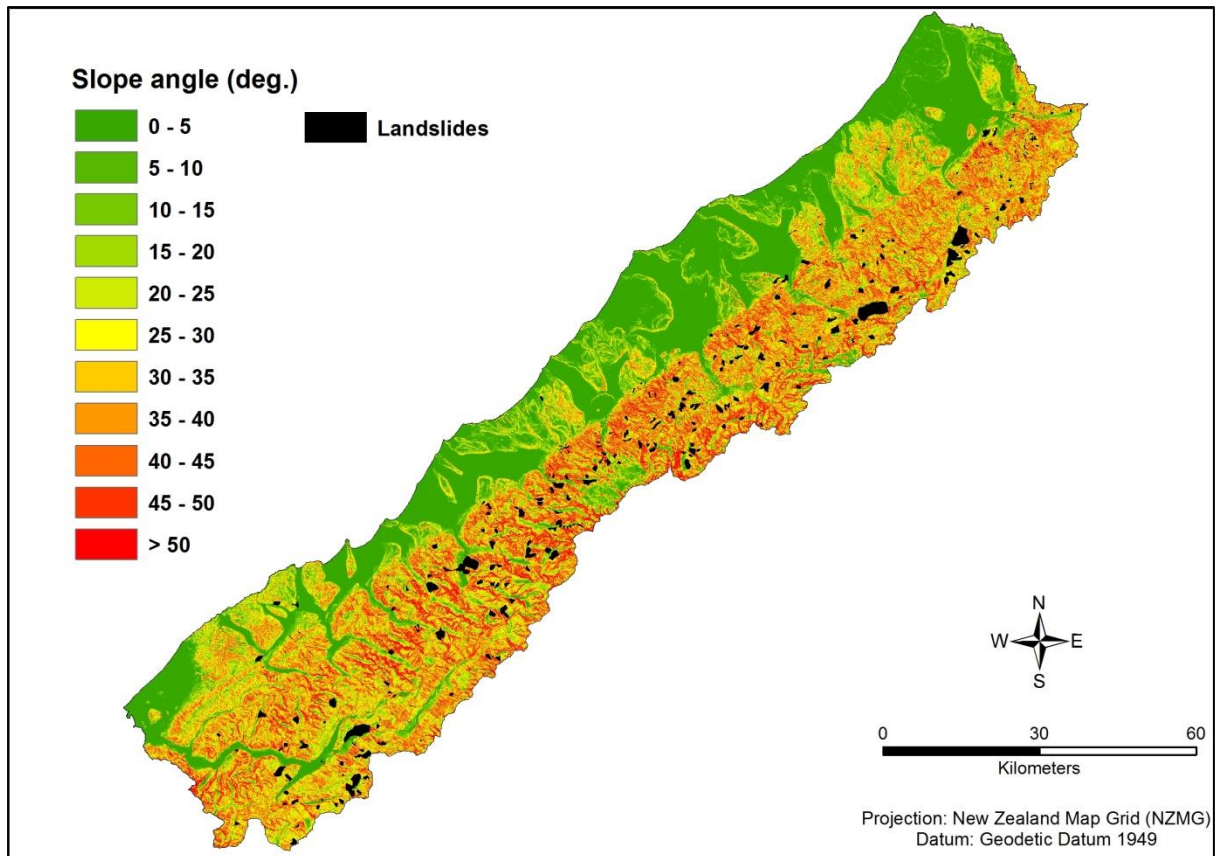 Slope angle (deg.)
0 - 5
5 - 10
10 - 15
15 - 20
20 - 25
25 - 30
30 - 35
35 - 40
40 - 45
45 - 50
> 50
Landslides
N
W E
S
0 30 60
Kilometers
Projection: New Zealand Map Grid (NZMG)
Datum: Geodetic Datum 1949